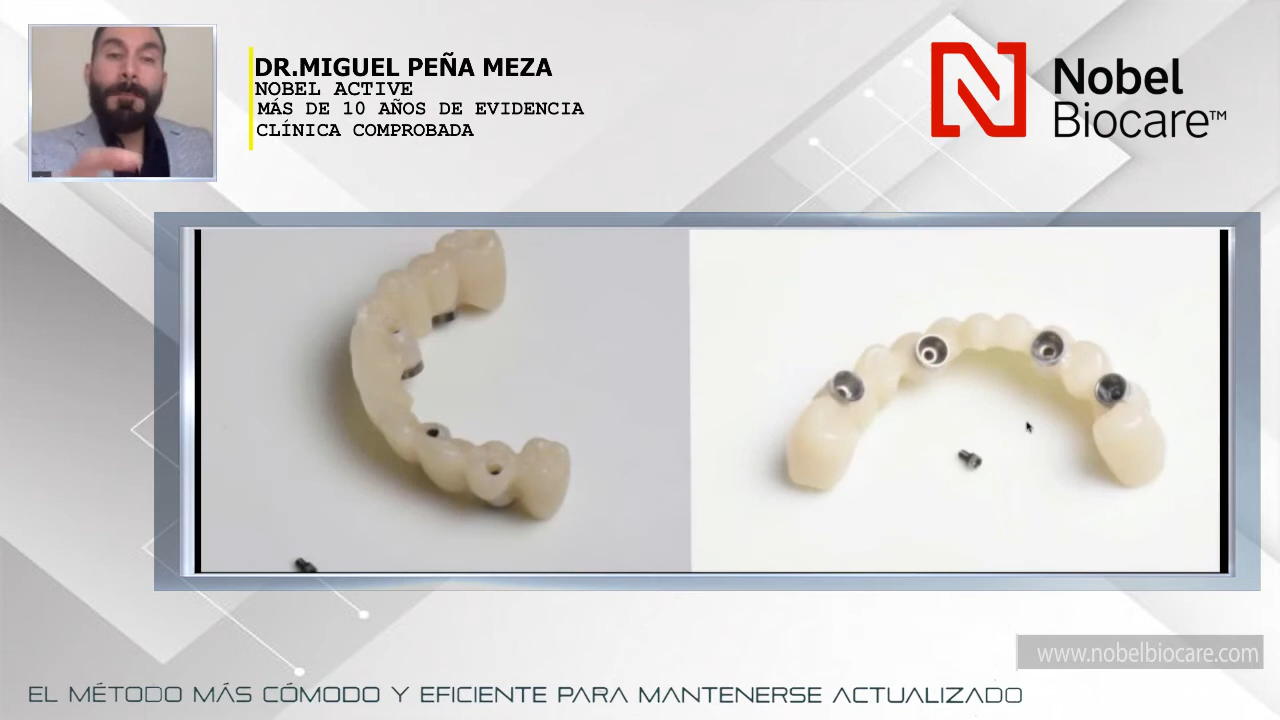 DR.MIGUEL PEÑA MEZA
NOBEL ACTIVE
MÁS DE 10 AÑOS DE EVIDENCIA
CLÍNICA COMPROBADA
Nobel
Biocare™
www.nobelbiocare.com
EL MÉTODO MÁS CÓMODO Y EFICIENTE PARA MANTENERSE ACTUALIZADO